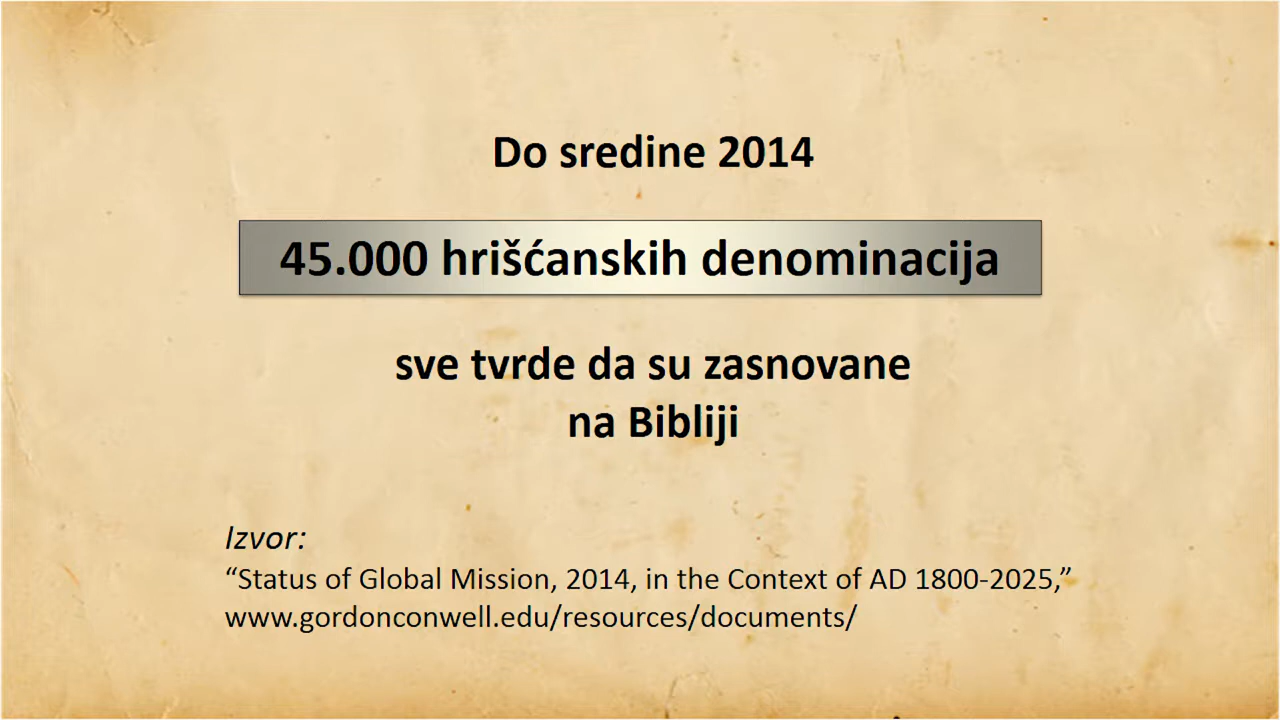 Do sredine 2014
45.000 hrišćanskih denominacija
sve tvrde da su zasnovane
na Bibliji
Izvor:
“Status of Global Mission, 2014, in the Context of AD 1800-2025,”
www.gordonconwell.edu/resources/documents/